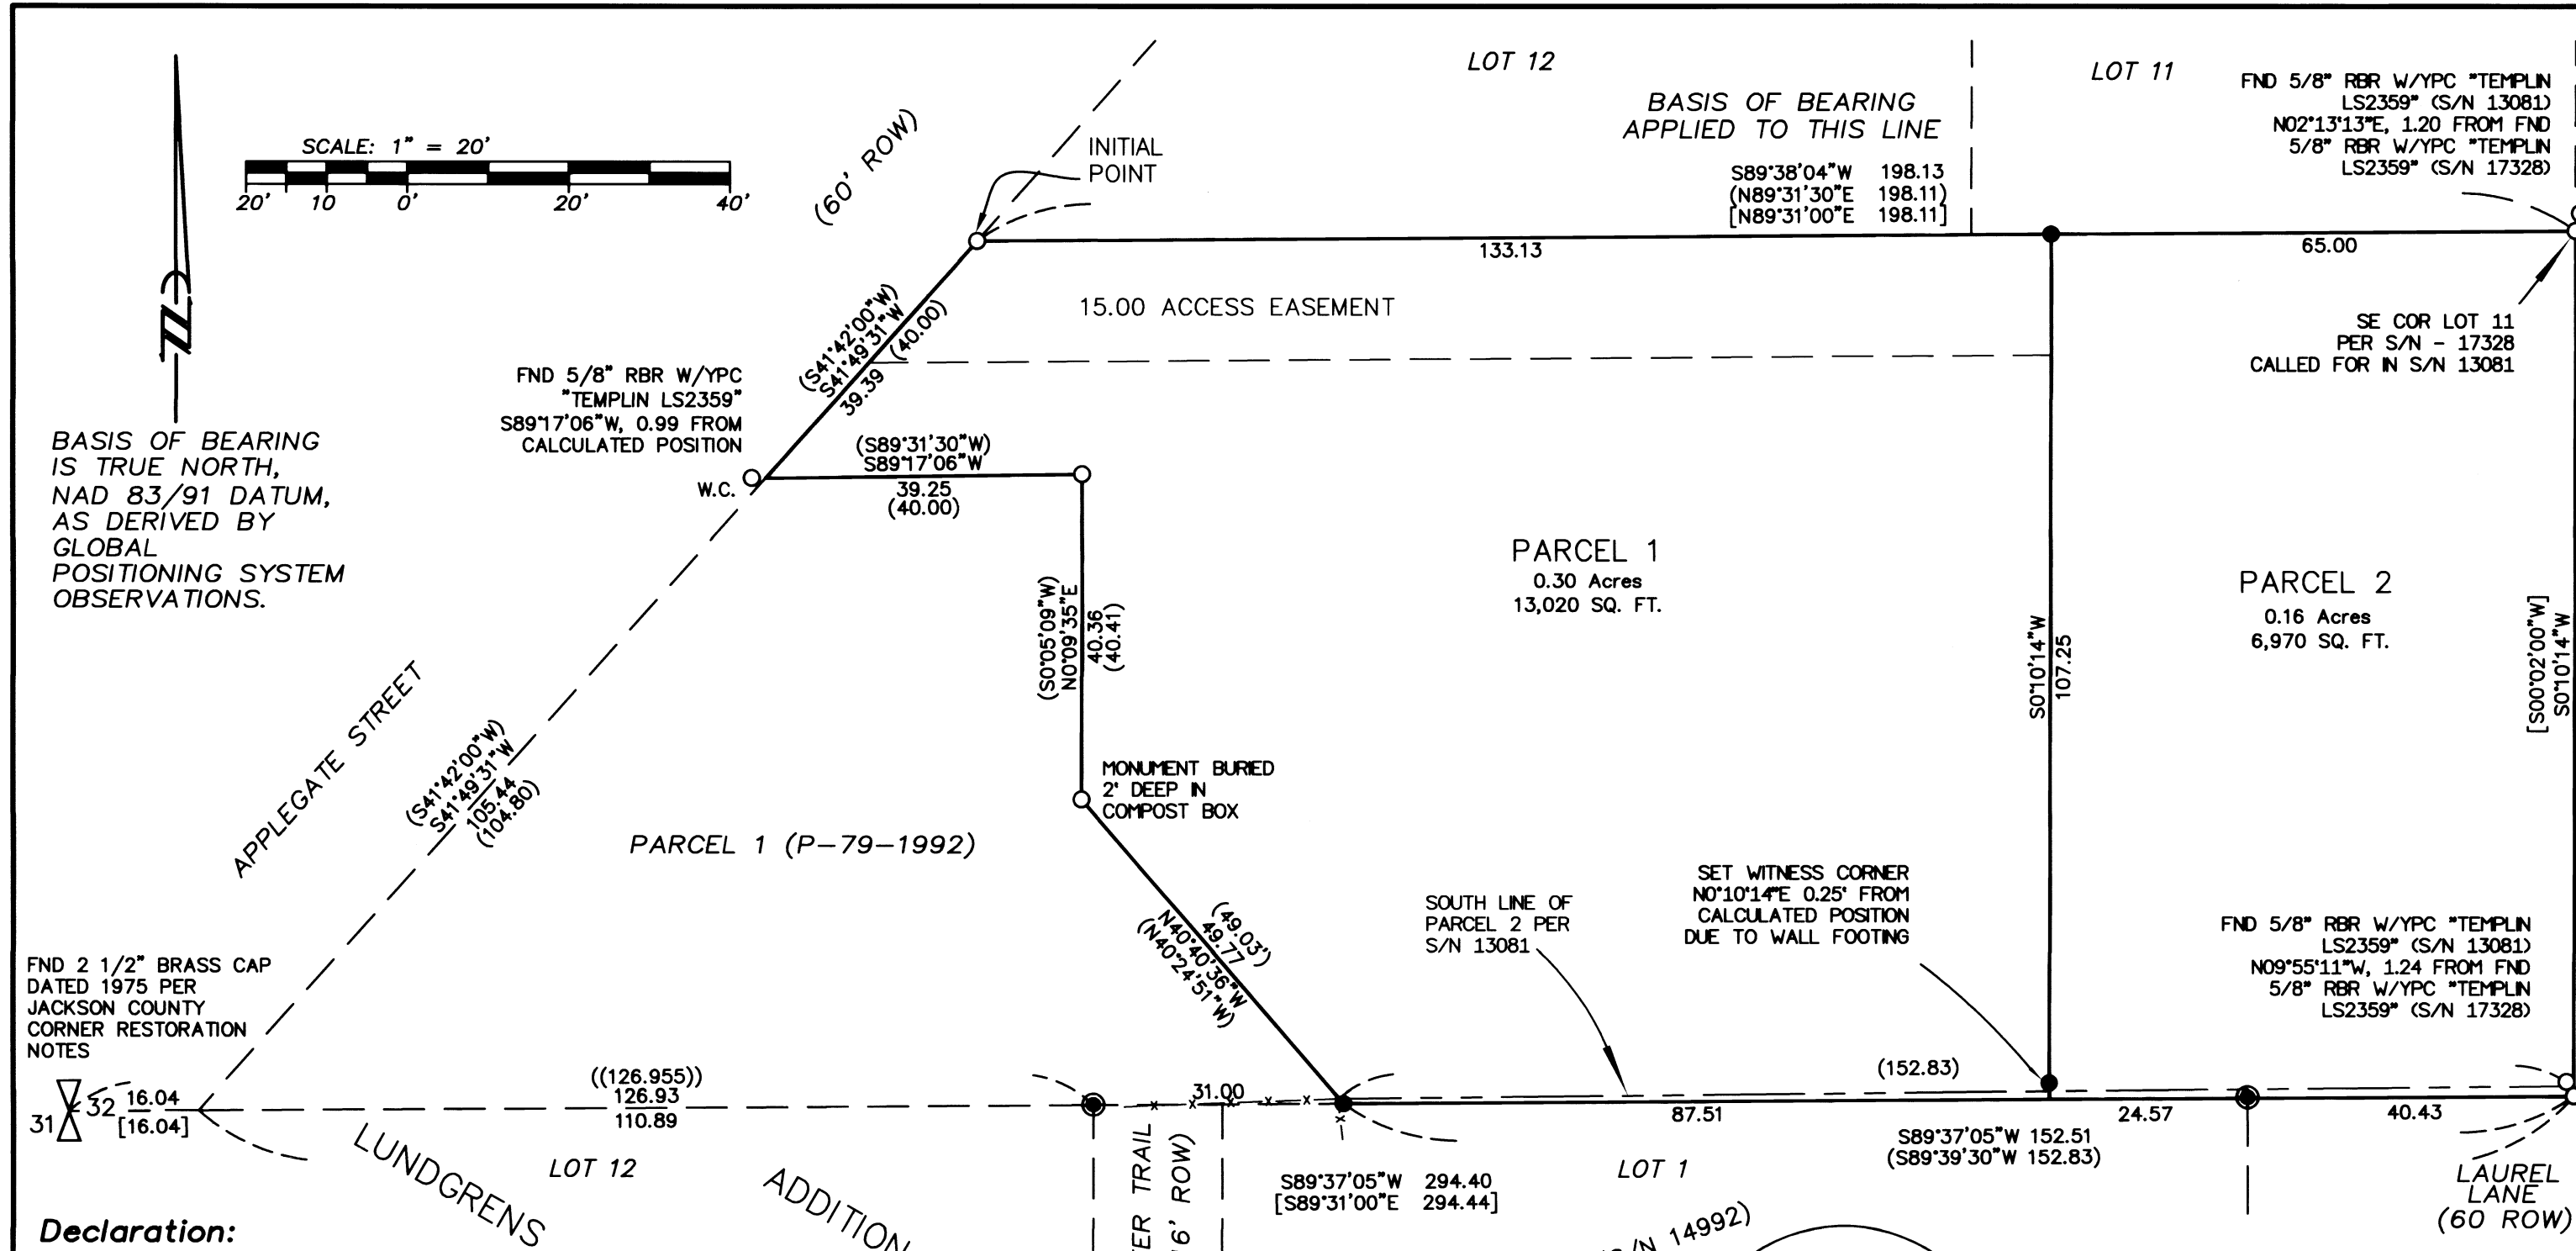 LOT 12
LOT 11
BASIS OF BEARING
APPLIED TO THIS LINE
S89°38'04"W 198.13
(N89°31'30"E 198.11)
[N89°31'00"E 198.11]
FND 5/8" RBR W/YPC "TEMPLIN
LS2359" (S/N 13081)
N02°13'13"E, 1.20 FROM FND
5/8" RBR W/YPC "TEMPLIN
LS2359" (S/N 17328)
SCALE: 1" = 20'
20' 10 0' 20' 40'
(60' ROW)
INITIAL
POINT
133.13
65.00
15.00 ACCESS EASEMENT
SE COR LOT 11
PER S/N - 17328
CALLED FOR IN S/N 13081
(S41°42'00"W)
S41°49'31"W
39.39
(40.00)
FND 5/8" RBR W/YPC
"TEMPLIN LS2359"
S89°17'06"W, 0.99 FROM
CALCULATED POSITION
W.C.
(S89°31'30"W)
S89°17'06"W
39.25
(40.00)
BASIS OF BEARING
IS TRUE NORTH,
NAD 83/91 DATUM,
AS DERIVED BY
GLOBAL
POSITIONING SYSTEM
OBSERVATIONS.
PARCEL 1
0.30 Acres
13,020 SQ. FT.
PARCEL 2
0.16 Acres
6,970 SQ. FT.
(S0°05'09"W)
N0°09'35"E
40.36
(40.41)
S0°10'14"W
107.25
[S00°02'00"W]
S0°10'14"W
APPLEGATE STREET
(S41°42'00"W)
S41°49'31"W
105.44
(104.80)
MONUMENT BURIED
2' DEEP IN
COMPOST BOX
PARCEL 1 (P-79-1992)
(49.03')
49.77
N40°40'36"W
(N40°24'51"W)
SOUTH LINE OF
PARCEL 2 PER
S/N 13081
SET WITNESS CORNER
N0°10'14"E 0.25' FROM
CALCULATED POSITION
DUE TO WALL FOOTING
FND 5/8" RBR W/YPC "TEMPLIN
LS2359" (S/N 13081)
N09°55'11"W, 1.24 FROM FND
5/8" RBR W/YPC "TEMPLIN
LS2359" (S/N 17328)
FND 2 1/2" BRASS CAP
DATED 1975 PER
JACKSON COUNTY
CORNER RESTORATION
NOTES
31 32
16.04
[16.04]
((126.955))
126.93
110.89
31.00
(152.83)
87.51
24.57
40.43
S89°37'05"W 152.51
(S89°39'30"W 152.83)
S89°37'05"W 294.40
[S89°31'00"E 294.44]
LOT 12
LOT 1
LUNDGRENS
ADDITION
ER TRAIL
16' ROW)
LAUREL
LANE
(60 ROW)
/N 14992)
Declaration: